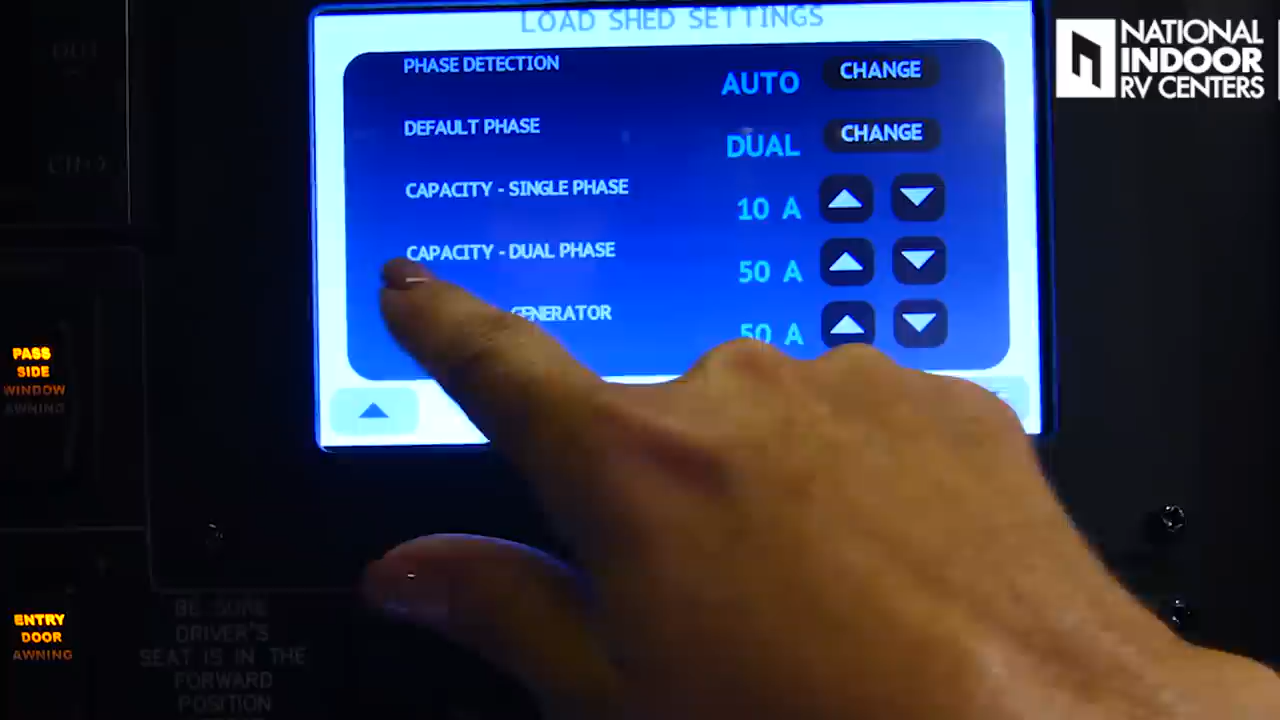 LOAD SHED SETTINGS
NATIONAL
INDOOR
RV CENTERS
PHASE DETECTION
AUTO
CHANGE
DEFAULT PHASE
DUAL
CHANGE
CAPACITY - SINGLE PHASE
10 A
CAPACITY - DUAL PHASE
50 A
GENERATOR
50 A
PASS
SIDE
WINDOW
AWNING
ENTRY
DOOR
AWNING
BE SURE
DRIVER'S
SEAT IS IN THE
FORWARD
POSITION